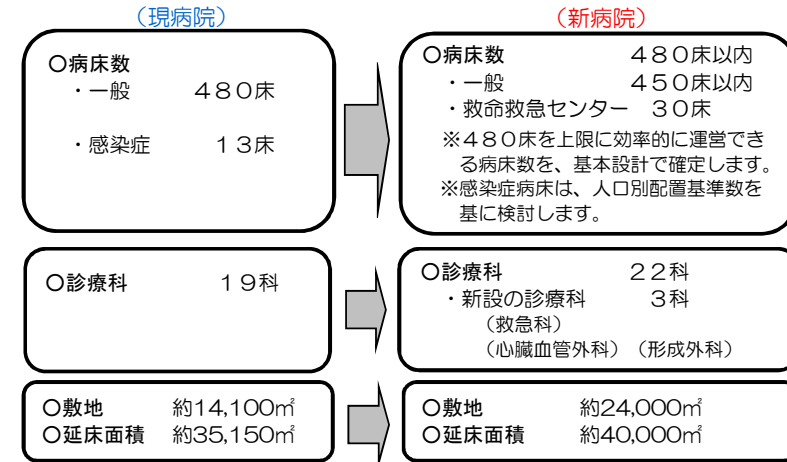 （現病院）
〇病床数
・一般　　４８０床
・感染症　　１３床
〇診療科　　１９科
〇敷地　約14,100㎡
〇延床面積　約35,150㎡
（新病院）
〇病床数　４８０床以内
・一般　４５０床以内
・救命救急センター　３０床
※４８０床を上限に効率的に運営でき
る病床数を、基本設計で確定します。
※感染症病床は、人口別配置基準数を
基に検討します。
〇診療科　２２科
・新設の診療科　３科
（救急科）
（心臓血管外科）（形成外科）
〇敷地　約24,000㎡
〇延床面積　約40,000㎡